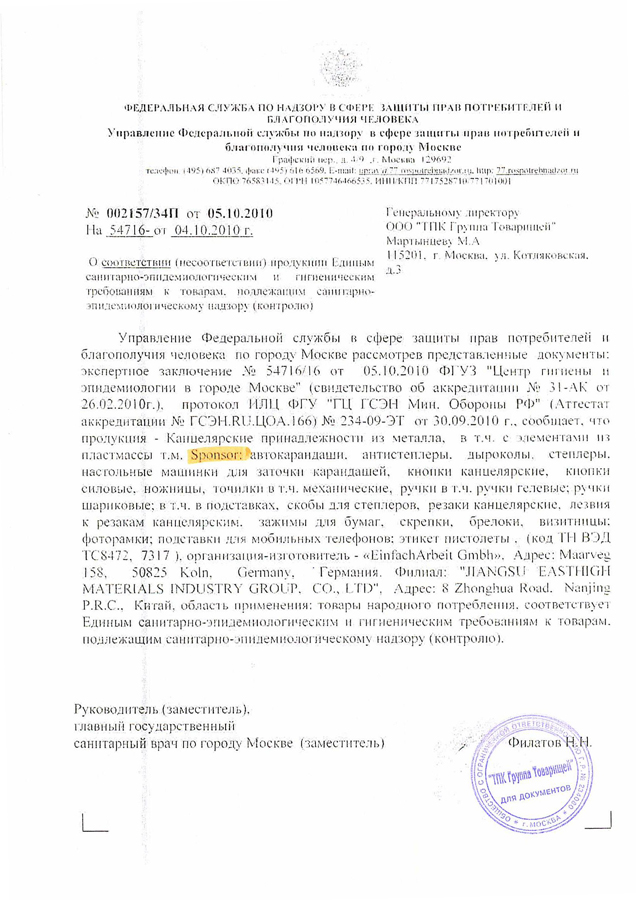 ФЕДЕРАЛЬНАЯ СЛУЖБА ПО НАДЗОРУ В СФЕРЕ ЗАЩИТЫ ПРАВ ПОТРЕБИТЕЛЕЙ И
БЛАГОПОЛУЧИЯ ЧЕЛОВЕКА
Управление Федеральной службы по надзору в сфере защиты прав потребителей и
благополучия человека по городу Москве
Графский пер., д. 4/9 ,г. Москва 129692
телефон. (495) 687 4035, факс (495) 616 6569, E-mail: uprav@77.rospotrebnadzor.ru, http: 77.rospotrebnadzor.ru
ОКПО 76583145, ОГРН 1057746466535, ИНН/КПП 7717528710/771701001
№ 002157/34П от 05.10.2010
На 54716- от 04.10.2010 г.
Генеральному директору
ООО "ТПК Группа Товарищей"
Мартынцеву М.А
115201, г. Москва, ул. Котляковская,
д.3
О соответствии (несоответствии) продукции Единым
санитарно-эпидемиологическим и гигиеническим
требованиям к товарам, подлежащим санитарно-
эпидемиологическому надзору (контролю)
Управление Федеральной службы в сфере защиты прав потребителей и
благополучия человека по городу Москве рассмотрев представленные документы:
экспертное заключение № 54716/16 от 05.10.2010 ФГУЗ "Центр гигиены и
эпидемиологии в городе Москве" (свидетельство об аккредитации № 31-АК от
26.02.2010г.), протокол ИЛЦ ФГУ "ГЦ ГСЭН Мин. Обороны РФ" (Аттестат
аккредитации № ГСЭН.RU.ЦОА.166) № 234-09-ЭТ от 30.09.2010 г., сообщает, что
продукция - Канцелярские принадлежности из металла, в т.ч. с элементами из
пластмассы т.м. Sponsor: автокарандаши, антистеплеры, дыроколы, степлеры,
настольные машинки для заточки карандашей, кнопки канцелярские, кнопки
силовые, ножницы, точилки в т.ч. механические, ручки в т.ч. ручки гелевые; ручки
шариковые; в т.ч. в подставках, скобы для степлеров, резаки канцелярские, лезвия
к резакам канцелярским, зажимы для бумаг, скрепки, брелоки, визитницы;
фоторамки; подставки для мобильных телефонов; этикет пистолеты , (код ТН ВЭД
ТС8472, 7317 ), организация-изготовитель - «EinfachArbeit Gmbh», Адрес: Maarveg
158, 50825 Koln, Germany, Германия. Филиал: "JIANGSU EASTHIGH
MATERIALS INDUSTRY GROUP, CO., LTD", Адрес: 8 Zhonghua Road, Nanjing
P.R.C., Китай, область применения: товары народного потребления, соответствует
Единым санитарно-эпидемиологическим и гигиеническим требованиям к товарам,
подлежащим санитарно-эпидемиологическому надзору (контролю).
Руководитель (заместитель),
главный государственный
санитарный врач по городу Москве (заместитель)
Филатов Н.Н.
"ТПК Группа Товарищей"
ДЛЯ ДОКУМЕНТОВ
ОБЩЕСТВО С ОГРАНИЧЕННОЙ ОТВЕТСТВЕННОСТЬЮ
г. МОСКВА